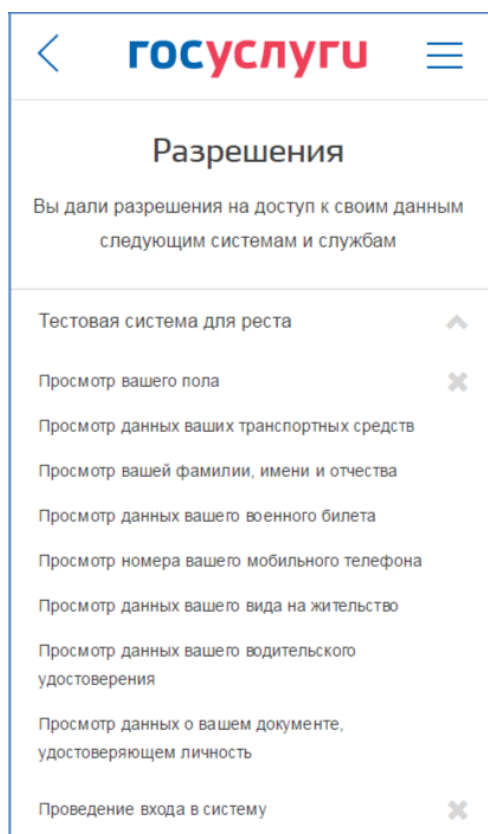 госуслуги
Разрешения
Вы дали разрешения на доступ к своим данным
следующим системам и службам
Тестовая система для реста
Просмотр вашего пола
Просмотр данных ваших транспортных средств
Просмотр вашей фамилии, имени и отчества
Просмотр данных вашего военного билета
Просмотр номера вашего мобильного телефона
Просмотр данных вашего вида на жительство
Просмотр данных вашего водительского
удостоверения
Просмотр данных о вашем документе,
удостоверяющем личность
Проведение входа в систему